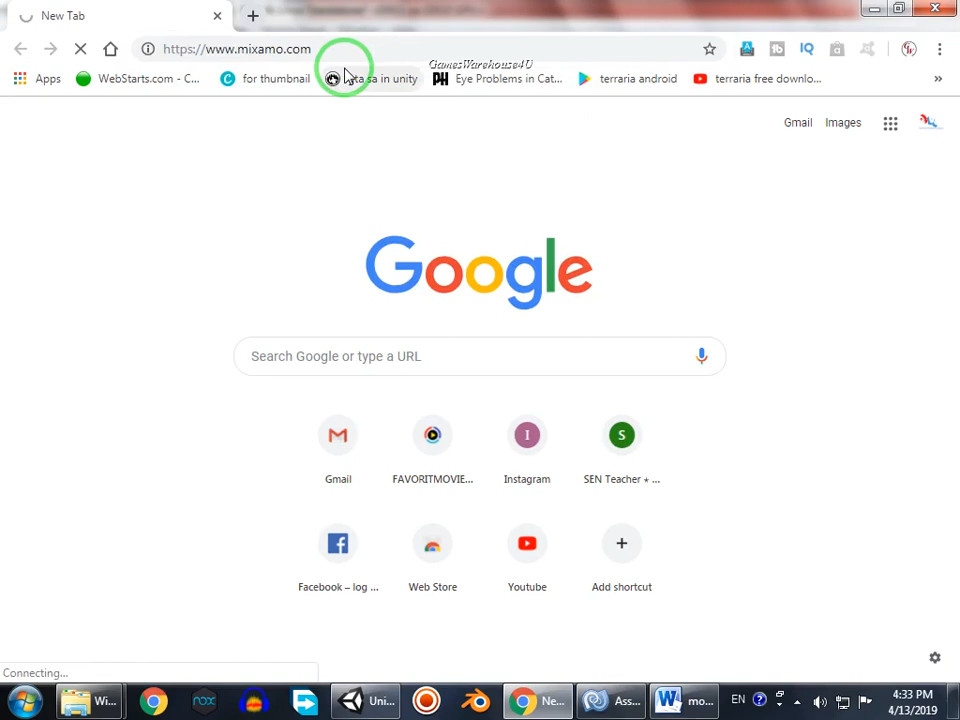 New Tab
https://www.mixamo.com
GamesWarehouse4U
Apps
WebStarts.com - C...
for thumbnail
sa in unity
Eye Problems in Cat...
terraria android
terraria free downlo...
»
Gmail
Images
Google
Search Google or type a URL
Gmail
FAVORITMOVIE...
I
Instagram
S
SEN Teacher ⋆ ...
Facebook – log ...
Web Store
Youtube
Add shortcut
Connecting...
Wi...
nox
Uni...
Ne...
Ass...
mo...
EN
4:33 PM
4/13/2019